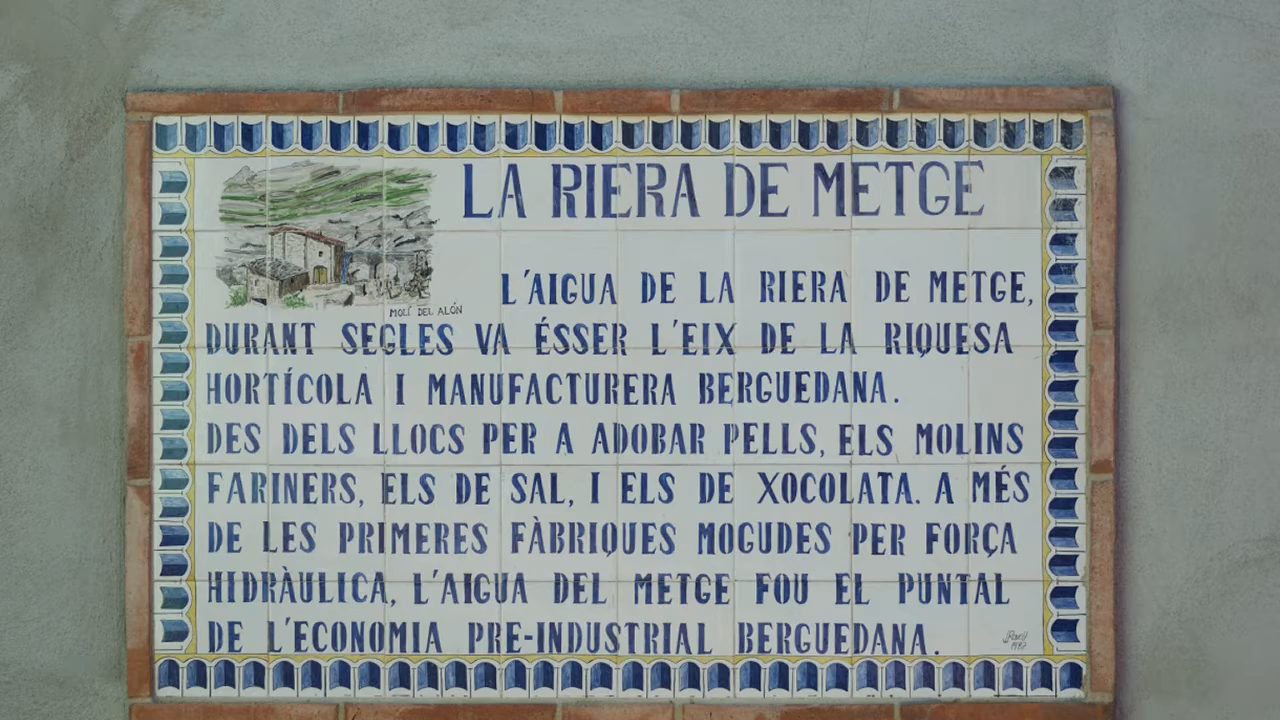 LA RIERA DE METGE
MOLÍ DEL ALÓN
L'AIGUA DE LA RIERA DE METGE,
DURANT SEGLES VA ÉSSER L'EIX DE LA RIQUESA
HORTÍCOLA I MANUFACTURERA BERGUEDANA.
DES DELS LLOCS PER A ADOBAR PELLS, ELS MOLINS
FARINERS, ELS DE SAL, I ELS DE XOCOLATA. A MÉS
DE LES PRIMERES FÀBRIQUES MOGUDES PER FORÇA
HIDRÀULICA, L'AIGUA DEL METGE FOU EL PUNTAL
DE L'ECONOMIA PRE-INDUSTRIAL BERGUEDANA.